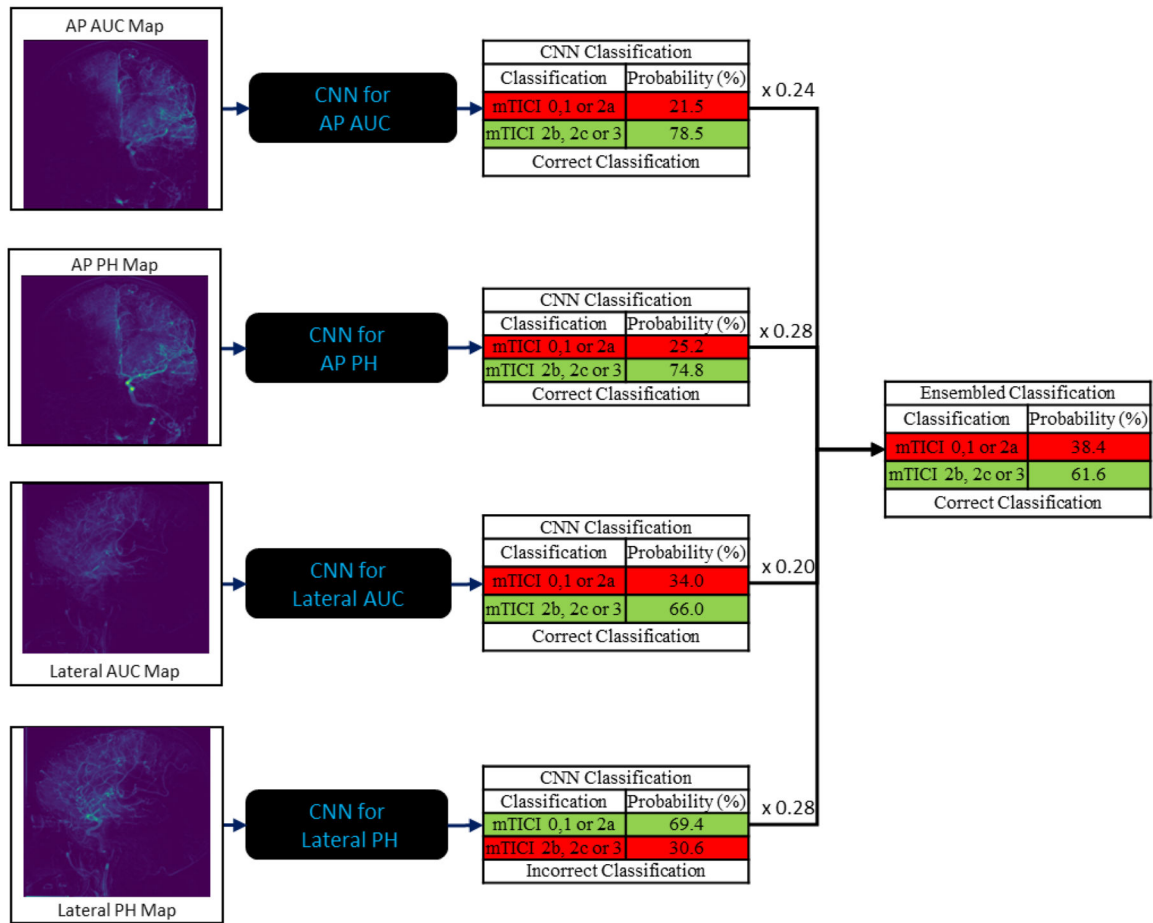 AP AUC Map
CNN for
AP AUC
CNN Classification
Classification Probability (%)
mTICI 0,1 or 2a 21.5
mTICI 2b, 2c or 3 78.5
Correct Classification
x 0.24
AP PH Map
CNN for
AP PH
CNN Classification
Classification Probability (%)
mTICI 0,1 or 2a 25.2
mTICI 2b, 2c or 3 74.8
Correct Classification
x 0.28
Ensembled Classification
Classification Probability (%)
mTICI 0,1 or 2a 38.4
mTICI 2b, 2c or 3 61.6
Correct Classification
Lateral AUC Map
CNN for
Lateral AUC
CNN Classification
Classification Probability (%)
mTICI 0,1 or 2a 34.0
mTICI 2b, 2c or 3 66.0
Correct Classification
x 0.20
Lateral PH Map
CNN for
Lateral PH
CNN Classification
Classification Probability (%)
mTICI 0,1 or 2a 69.4
mTICI 2b, 2c or 3 30.6
Incorrect Classification
x 0.28